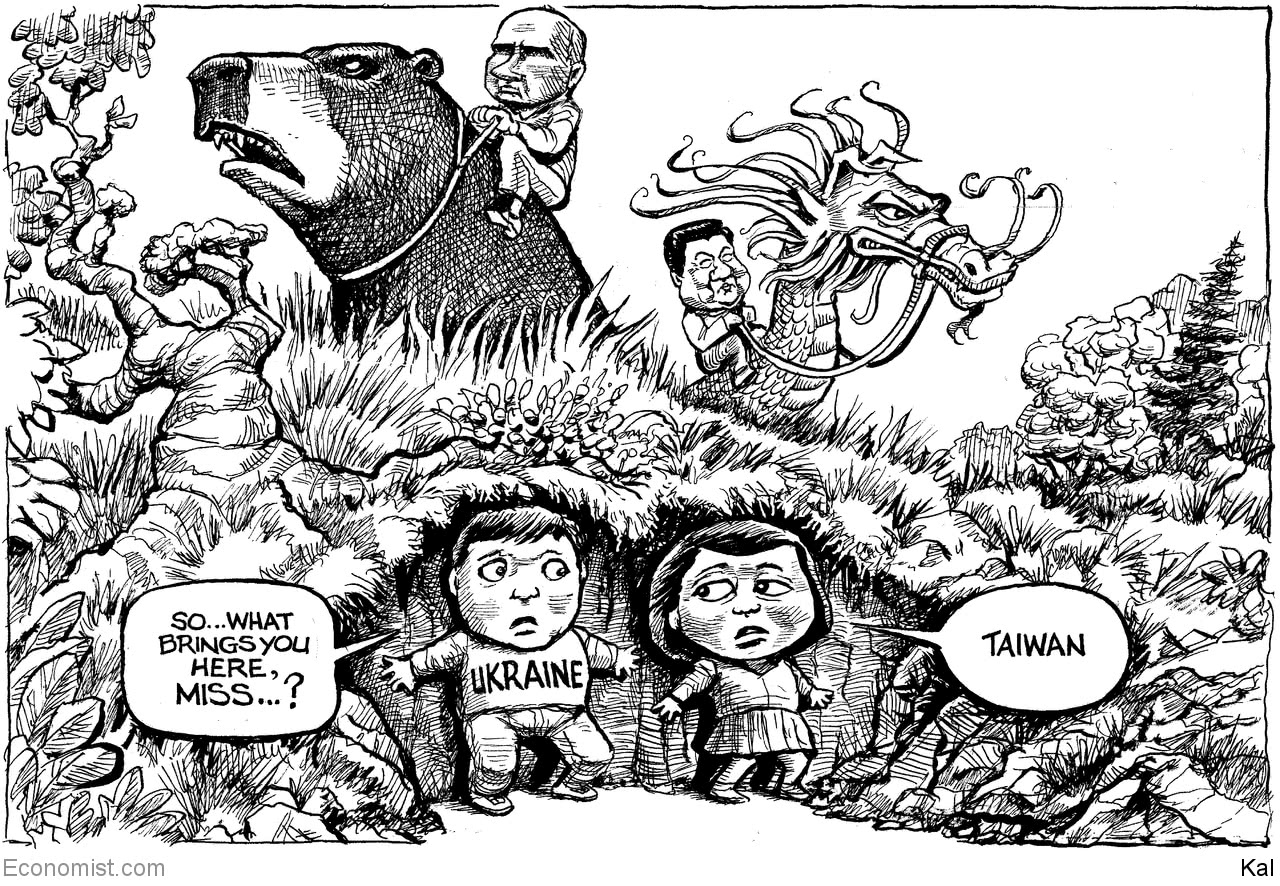 SO...WHAT
BRINGS YOU
HERE,
MISS...?
UKRAINE
TAIWAN
Economist.com
Kal